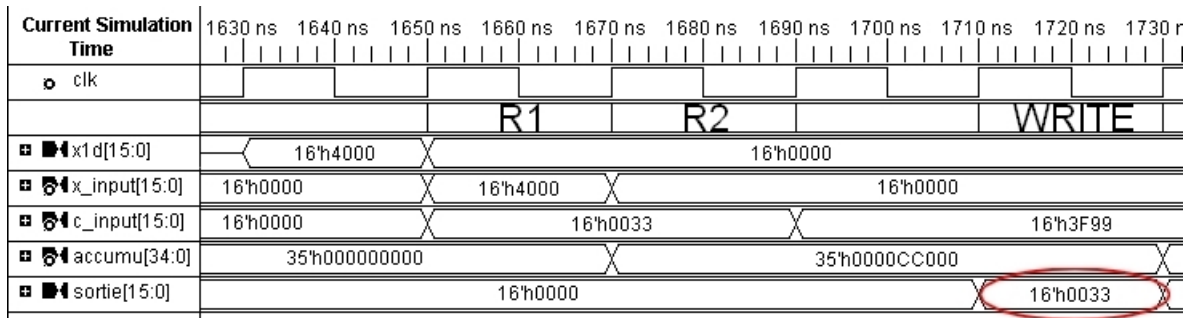 Current Simulation Time 1630 ns 1640 ns 1650 ns 1660 ns 1670 ns 1680 ns 1690 ns 1700 ns 1710 ns 1720 ns 1730 n
clk
R1 R2 WRITE
x1d[15:0] 16'h4000 16'h0000
x_input[15:0] 16'h0000 16'h4000 16'h0000
c_input[15:0] 16'h0000 16'h0033 16'h3F99
accumu[34:0] 35'h000000000 35'h0000CC000
sortie[15:0] 16'h0000 16'h0033